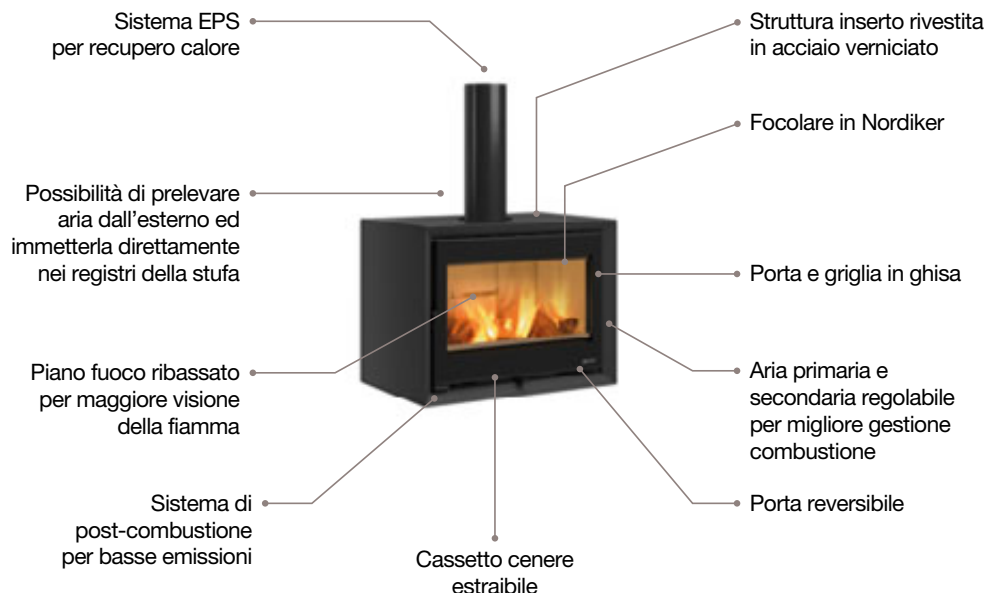 Sistema EPS
per recupero calore
Struttura inserto rivestita
in acciaio verniciato
Focolare in Nordiker
Possibilità di prelevare
aria dall'esterno ed
immetterla direttamente
nei registri della stufa
Porta e griglia in ghisa
Piano fuoco ribassato
per maggiore visione
della fiamma
Aria primaria e
secondaria regolabile
per migliore gestione
combustione
Sistema di
post-combustione
per basse emissioni
Porta reversibile
Cassetto cenere
estraibile